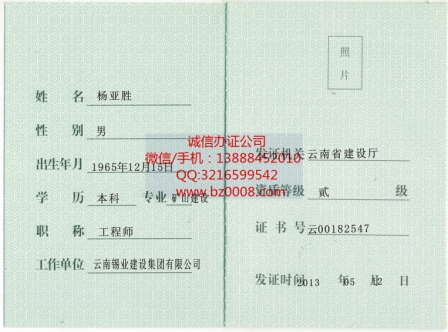 照
片
姓 名 杨亚胜
性 别 男
出生年月 1965年12月15日
学 历 本科 专业 矿山建设
职 称 工程师
工作单位 云南锡业建设集团有限公司
诚信办证公司
微信/手机：13888452010
QQ:3216599542
www.bz0008.com
发证机关 云南省建设厅
资质等级 贰 级
证 书 号 云00182547
发证时间 2013 年 05 月 12 日